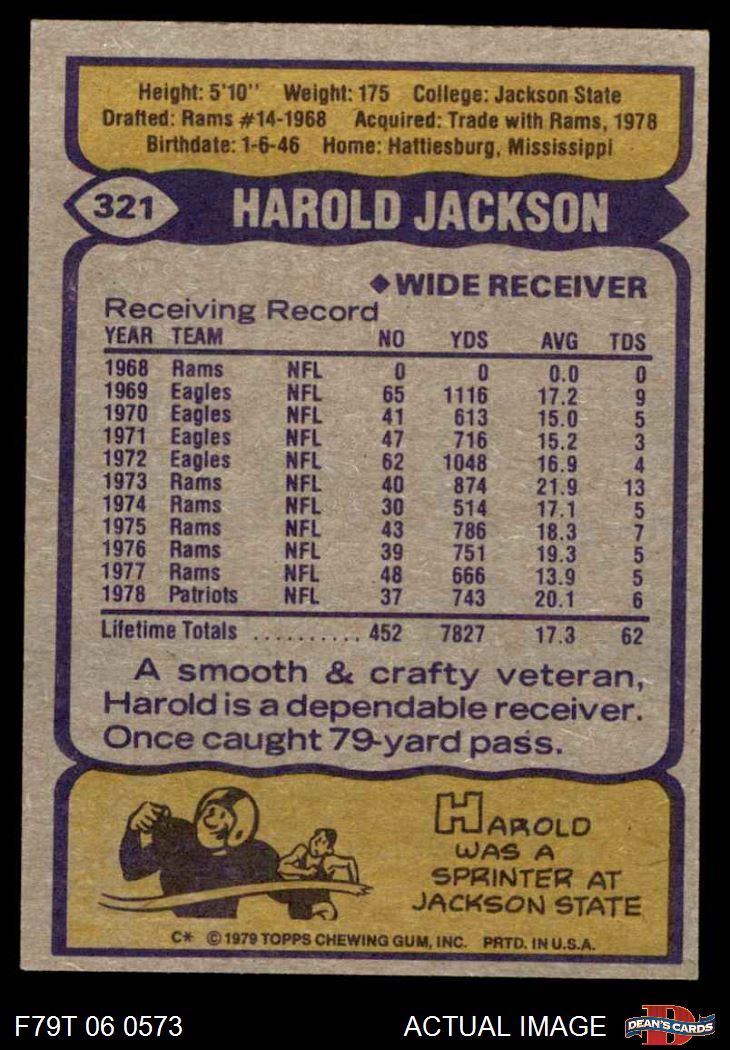 Height: 5'10" Weight: 175 College: Jackson State
Drafted: Rams #14-1968 Acquired: Trade with Rams, 1978
Birthdate: 1-6-46 Home: Hattiesburg, Mississippi
321 HAROLD JACKSON
◆WIDE RECEIVER
Receiving Record
YEAR TEAM NO YDS AVG TDS
1968 Rams NFL 0 0 0.0 0
1969 Eagles NFL 65 1116 17.2 9
1970 Eagles NFL 41 613 15.0 5
1971 Eagles NFL 47 716 15.2 3
1972 Eagles NFL 62 1048 16.9 4
1973 Rams NFL 40 874 21.9 13
1974 Rams NFL 30 514 17.1 5
1975 Rams NFL 43 786 18.3 7
1976 Rams NFL 39 751 19.3 5
1977 Rams NFL 48 666 13.9 5
1978 Patriots NFL 37 743 20.1 6
Lifetime Totals .......... 452 7827 17.3 62
A smooth & crafty veteran,
Harold is a dependable receiver.
Once caught 79-yard pass.
HAROLD
WAS A
SPRINTER AT
JACKSON STATE
C* © 1979 TOPPS CHEWING GUM, INC. PRTD. IN U.S.A.
F79T 06 0573 ACTUAL IMAGE D DEAN'S CARDS